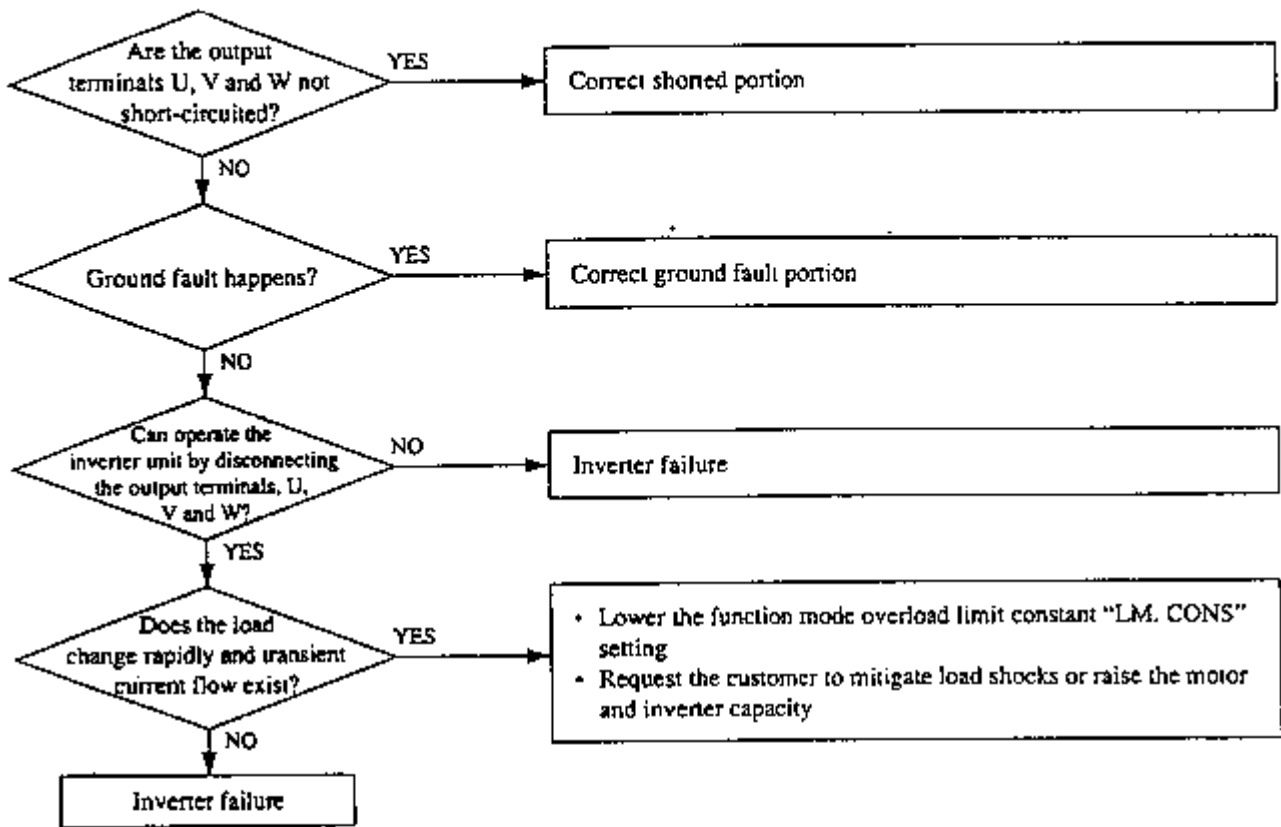 Are the output
terminals U, V and W not
short-circuited?
YES
Correct shorted portion
NO
Ground fault happens?
YES
Correct ground fault portion
NO
Can operate the
inverter unit by disconnecting
the output terminals, U,
V and W?
NO
Inverter failure
YES
Does the load
change rapidly and transient
current flow exist?
YES
• Lower the function mode overload limit constant “LM. CONS”
setting
• Request the customer to mitigate load shocks or raise the motor
and inverter capacity
NO
Inverter failure